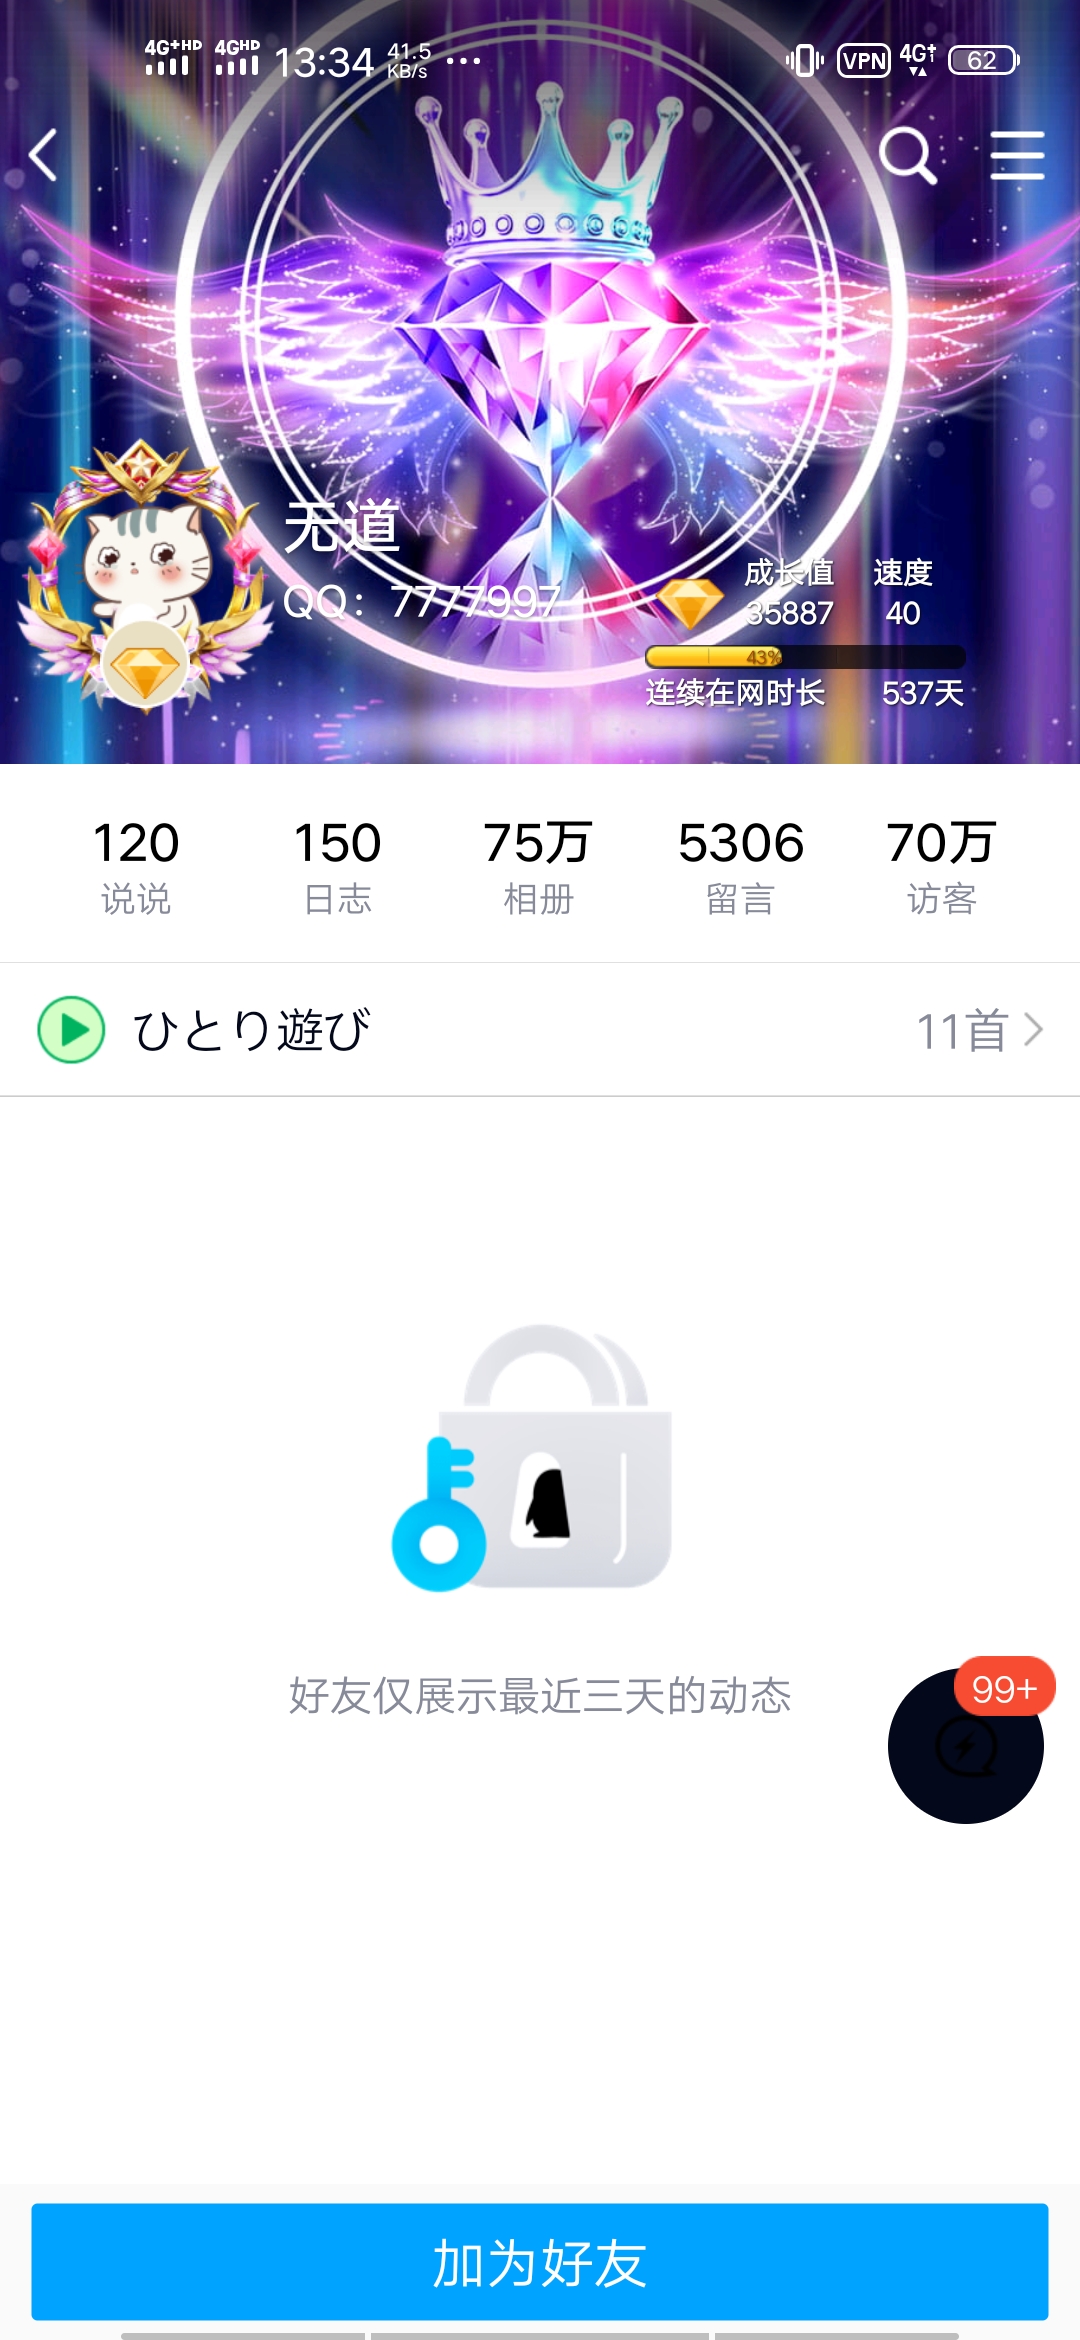 4G+HD 4GHD 13:34 41.5 KB/s ... VPN 4G+ 62
无道
QQ：7777997
成长值 速度
35887 40
43%
连续在网时长 537天
120 150 75万 5306 70万
说说 日志 相册 留言 访客
ひとり遊び 11首
好友仅展示最近三天的动态
99+
加为好友